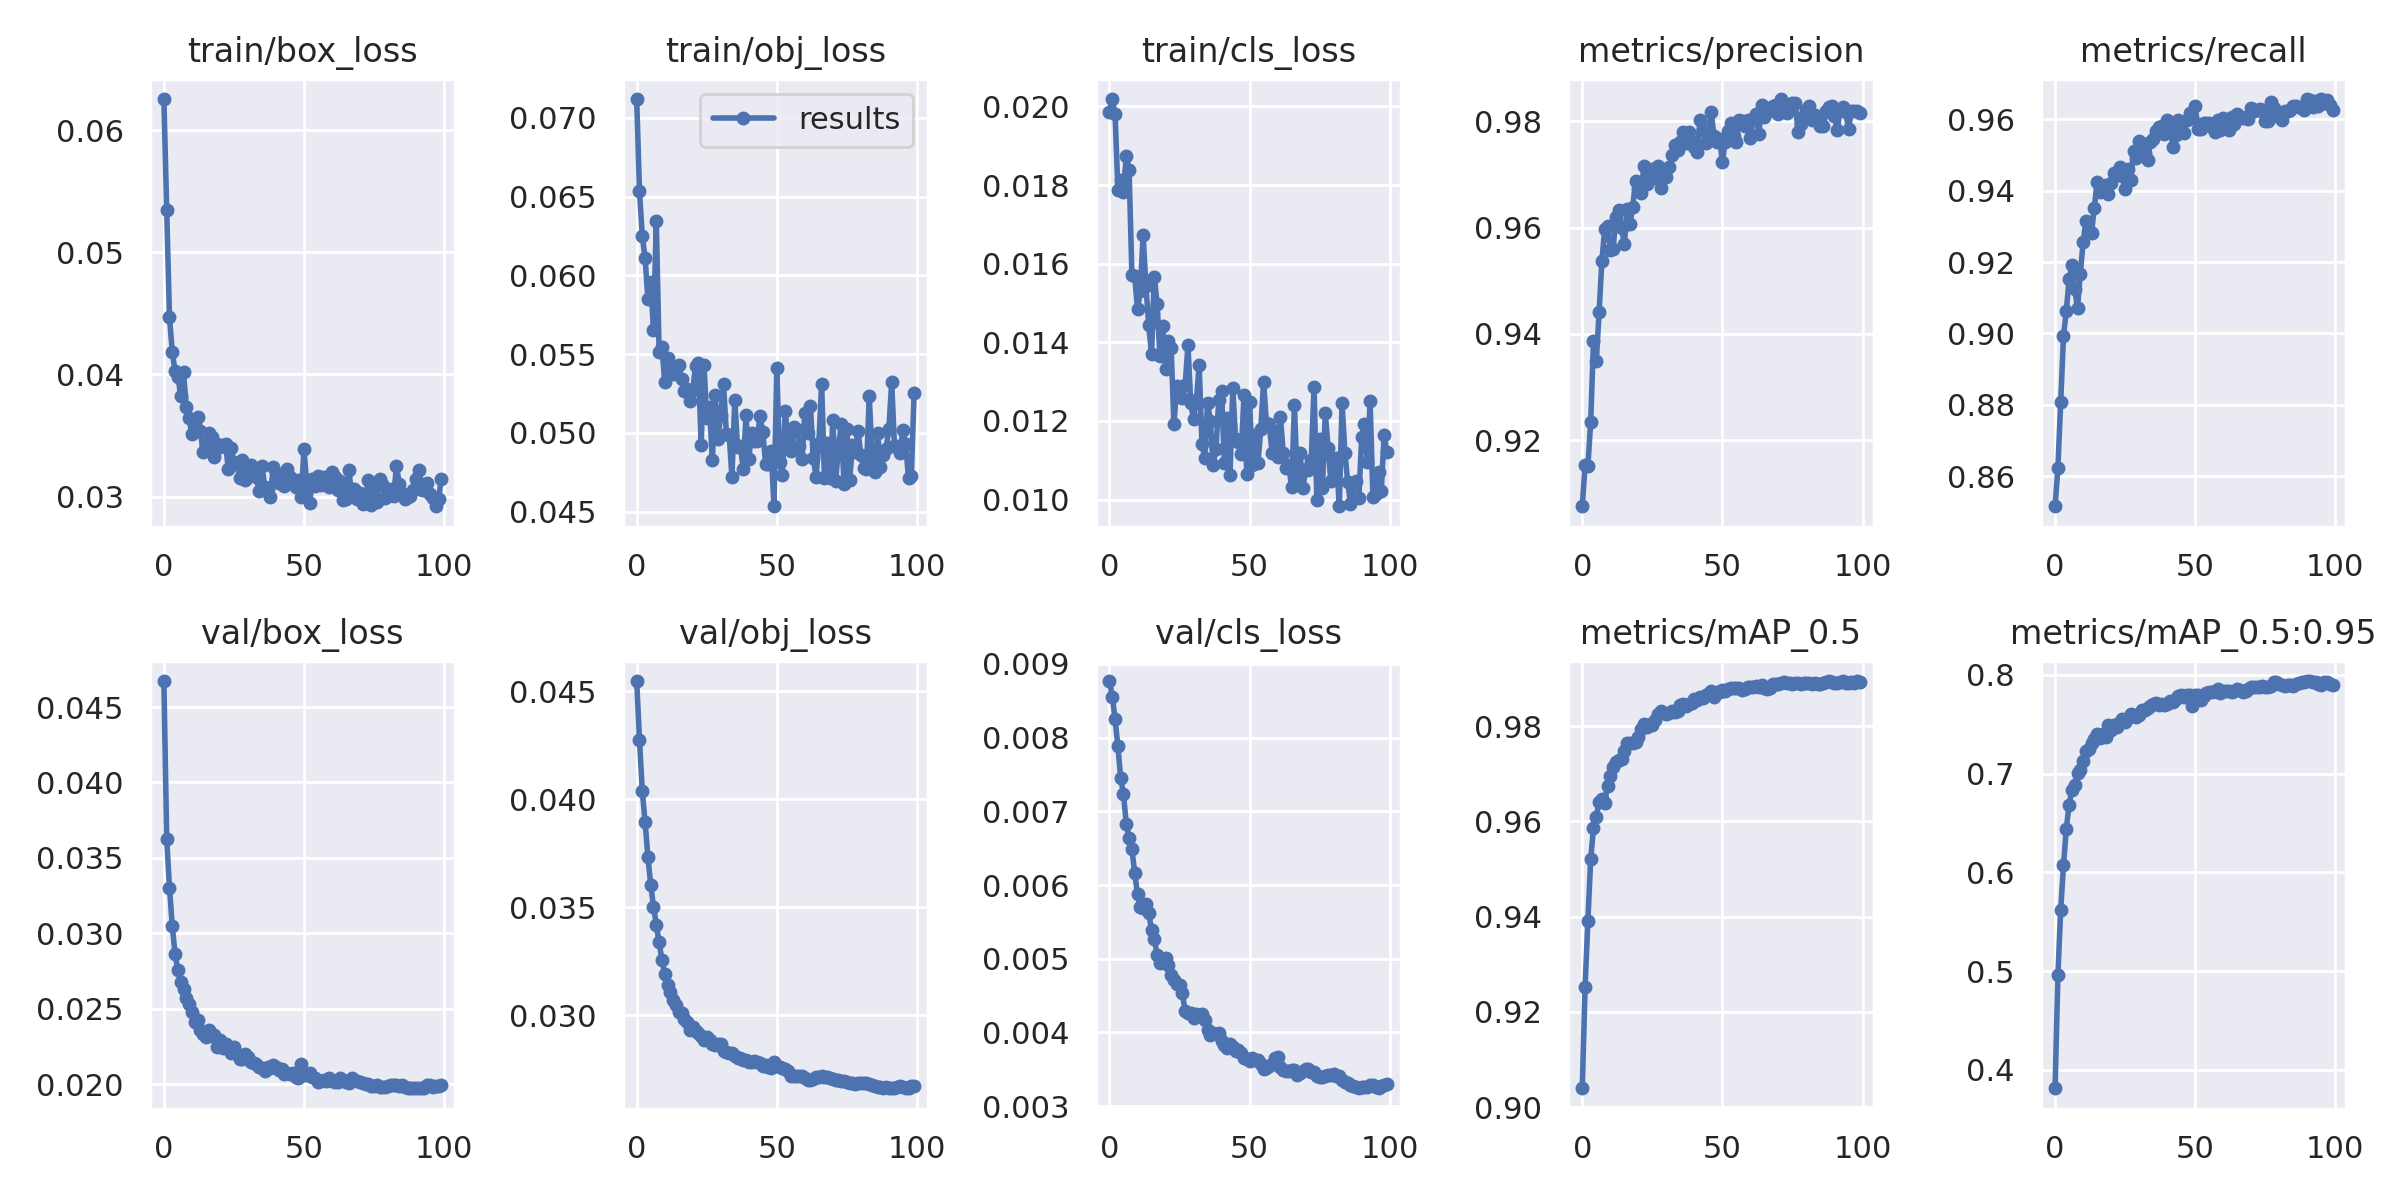 train/box_loss
0.06
0.05
0.04
0.03
0 50 100
train/obj_loss
results
0.070
0.065
0.060
0.055
0.050
0.045
0 50 100
train/cls_loss
0.020
0.018
0.016
0.014
0.012
0.010
0 50 100
metrics/precision
0.98
0.96
0.94
0.92
0 50 100
metrics/recall
0.96
0.94
0.92
0.90
0.88
0.86
0 50 100
val/box_loss
0.045
0.040
0.035
0.030
0.025
0.020
0 50 100
val/obj_loss
0.045
0.040
0.035
0.030
0 50 100
val/cls_loss
0.009
0.008
0.007
0.006
0.005
0.004
0.003
0 50 100
metrics/mAP_0.5
0.98
0.96
0.94
0.92
0.90
0 50 100
metrics/mAP_0.5:0.95
0.8
0.7
0.6
0.5
0.4
0 50 100